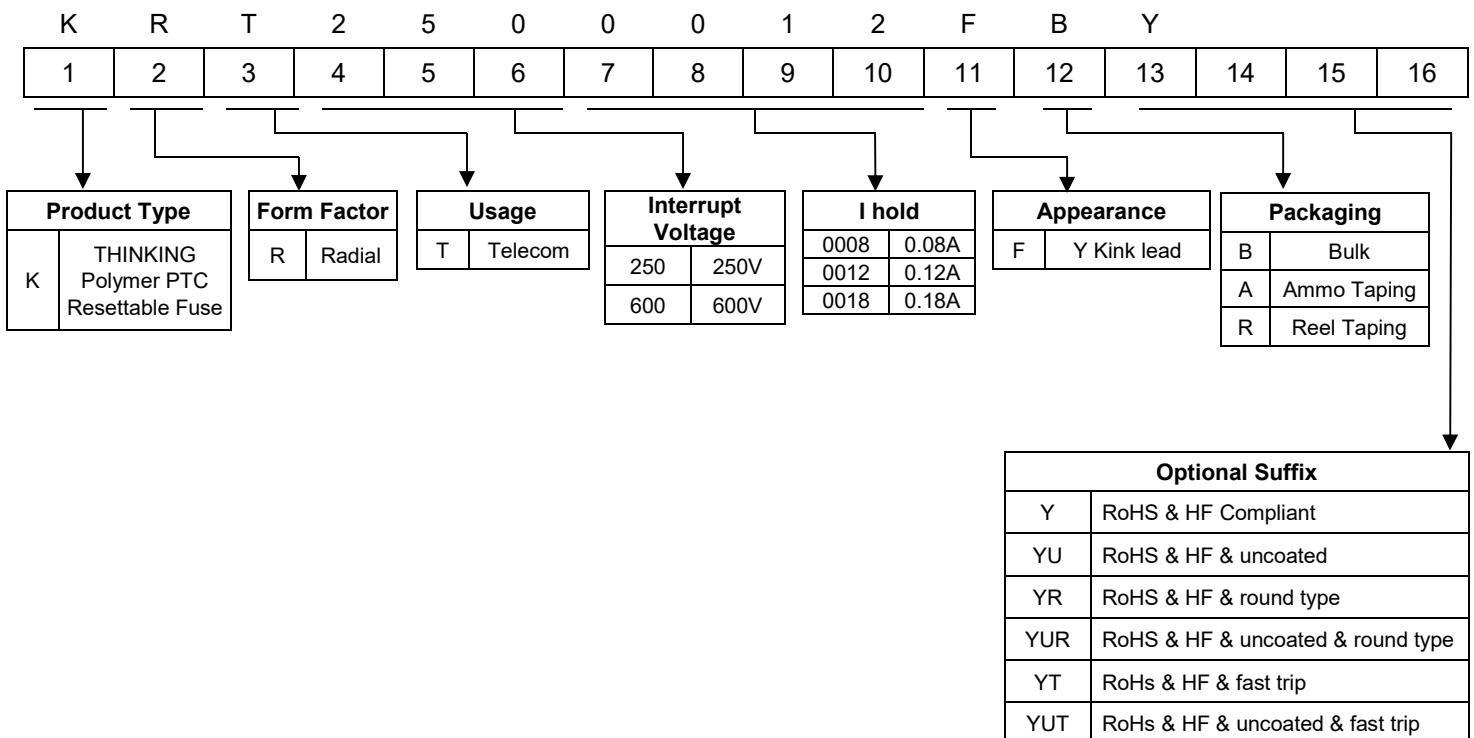 K R T 2 5 0 0 0 1 2 F B Y
1 2 3 4 5 6 7 8 9 10 11 12 13 14 15 16
Product Type
K THINKING
Polymer PTC
Resettable Fuse
Form Factor
R Radial
Usage
T Telecom
Interrupt
Voltage
250 250V
600 600V
I hold
0008 0.08A
0012 0.12A
0018 0.18A
Appearance
F Y Kink lead
Packaging
B Bulk
A Ammo Taping
R Reel Taping
Optional Suffix
Y RoHS & HF Compliant
YU RoHS & HF & uncoated
YR RoHS & HF & round type
YUR RoHS & HF & uncoated & round type
YT RoHs & HF & fast trip
YUT RoHs & HF & uncoated & fast trip